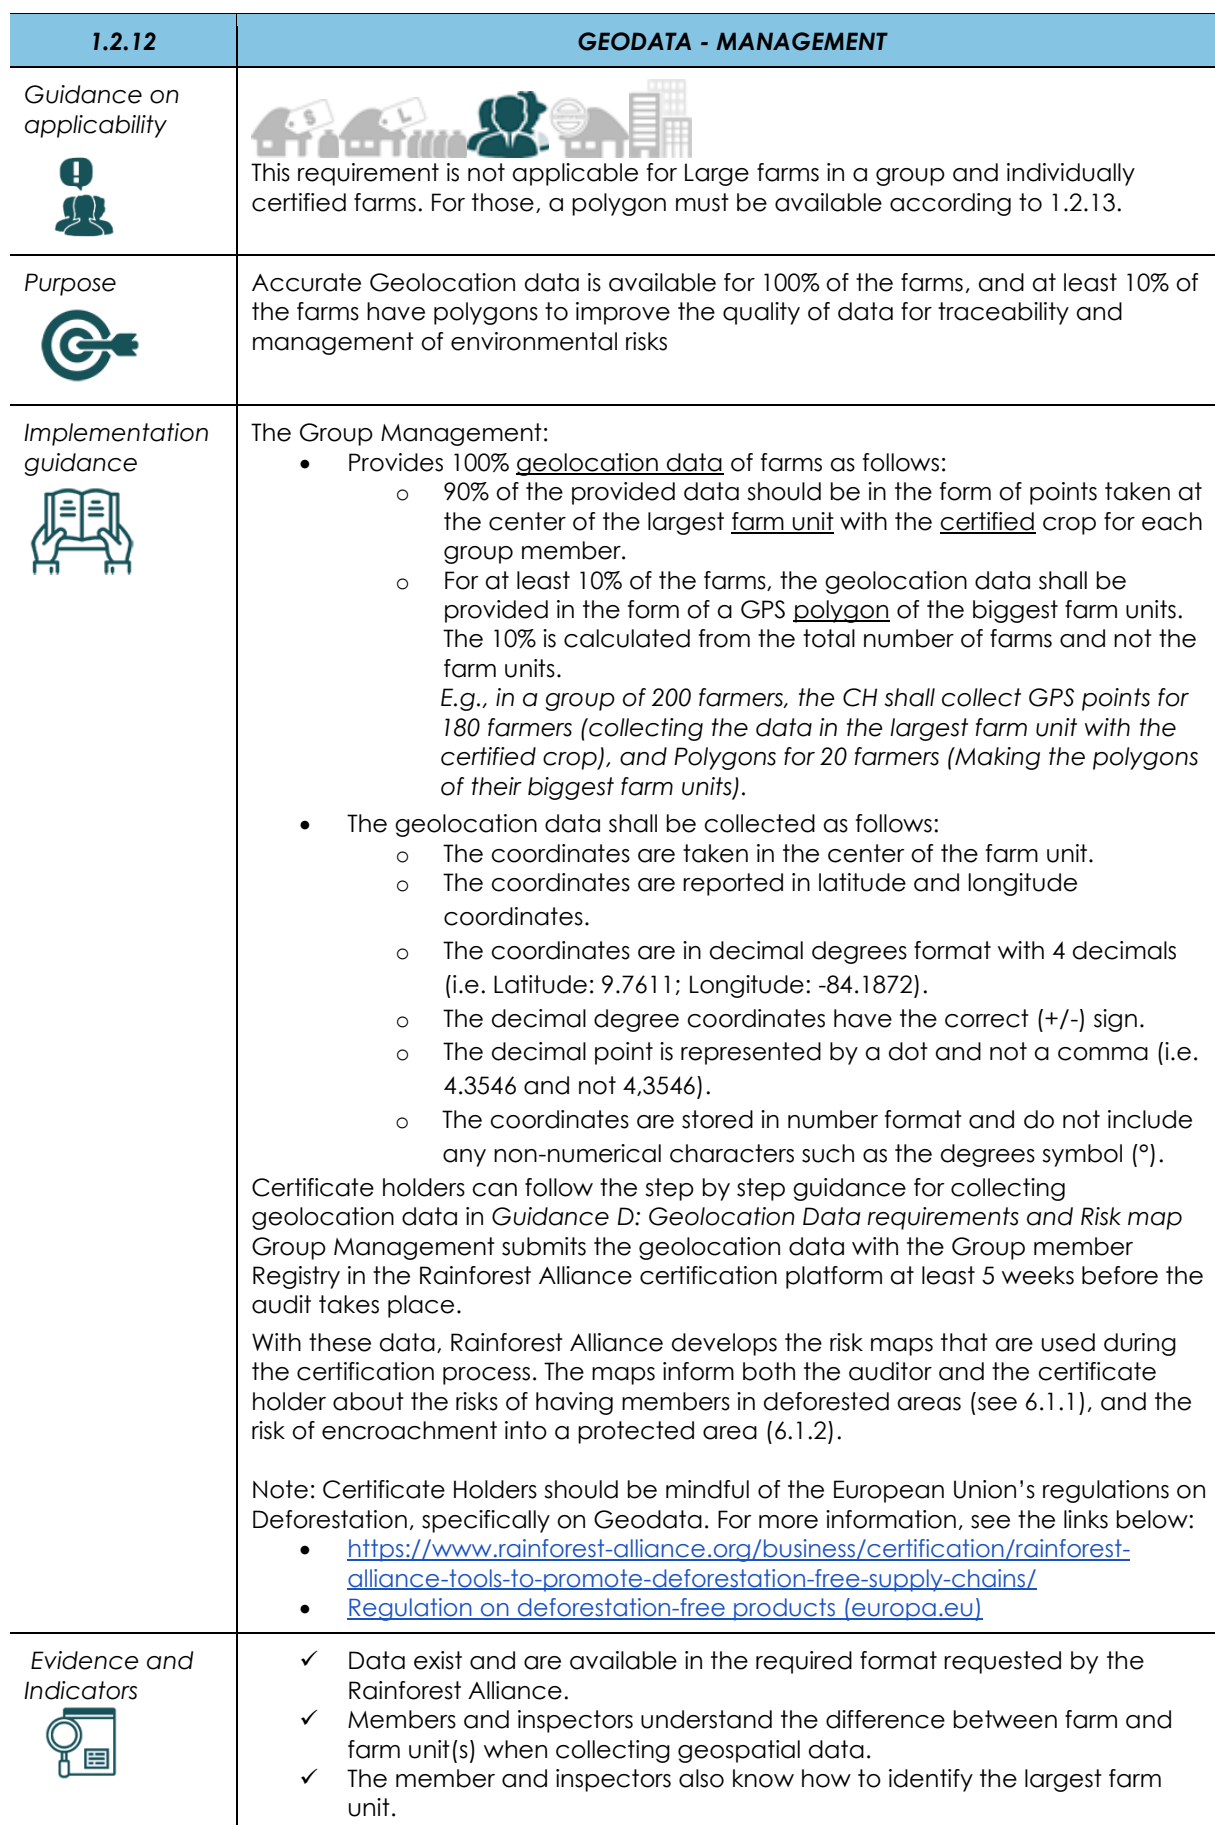 1.2.12
GEODATA - MANAGEMENT
Guidance on
applicability
$
L
This requirement is not applicable for Large farms in a group and individually
certified farms. For those, a polygon must be available according to 1.2.13.
Purpose
Accurate Geolocation data is available for 100% of the farms, and at least 10% of
the farms have polygons to improve the quality of data for traceability and
management of environmental risks
Implementation
guidance
The Group Management:
• Provides 100% geolocation data of farms as follows:
o 90% of the provided data should be in the form of points taken at
the center of the largest farm unit with the certified crop for each
group member.
o For at least 10% of the farms, the geolocation data shall be
provided in the form of a GPS polygon of the biggest farm units.
The 10% is calculated from the total number of farms and not the
farm units.
E.g., in a group of 200 farmers, the CH shall collect GPS points for
180 farmers (collecting the data in the largest farm unit with the
certified crop), and Polygons for 20 farmers (Making the polygons
of their biggest farm units).
• The geolocation data shall be collected as follows:
o The coordinates are taken in the center of the farm unit.
o The coordinates are reported in latitude and longitude
coordinates.
o The coordinates are in decimal degrees format with 4 decimals
(i.e. Latitude: 9.7611; Longitude: -84.1872).
o The decimal degree coordinates have the correct (+/-) sign.
o The decimal point is represented by a dot and not a comma (i.e.
4.3546 and not 4,3546).
o The coordinates are stored in number format and do not include
any non-numerical characters such as the degrees symbol (°).
Certificate holders can follow the step by step guidance for collecting
geolocation data in Guidance D: Geolocation Data requirements and Risk map
Group Management submits the geolocation data with the Group member
Registry in the Rainforest Alliance certification platform at least 5 weeks before the
audit takes place.
With these data, Rainforest Alliance develops the risk maps that are used during
the certification process. The maps inform both the auditor and the certificate
holder about the risks of having members in deforested areas (see 6.1.1), and the
risk of encroachment into a protected area (6.1.2).
Note: Certificate Holders should be mindful of the European Union’s regulations on
Deforestation, specifically on Geodata. For more information, see the links below:
• https://www.rainforest-alliance.org/business/certification/rainforest-
alliance-tools-to-promote-deforestation-free-supply-chains/
• Regulation on deforestation-free products (europa.eu)
Evidence and
Indicators
✓ Data exist and are available in the required format requested by the
Rainforest Alliance.
✓ Members and inspectors understand the difference between farm and
farm unit(s) when collecting geospatial data.
✓ The member and inspectors also know how to identify the largest farm
unit.